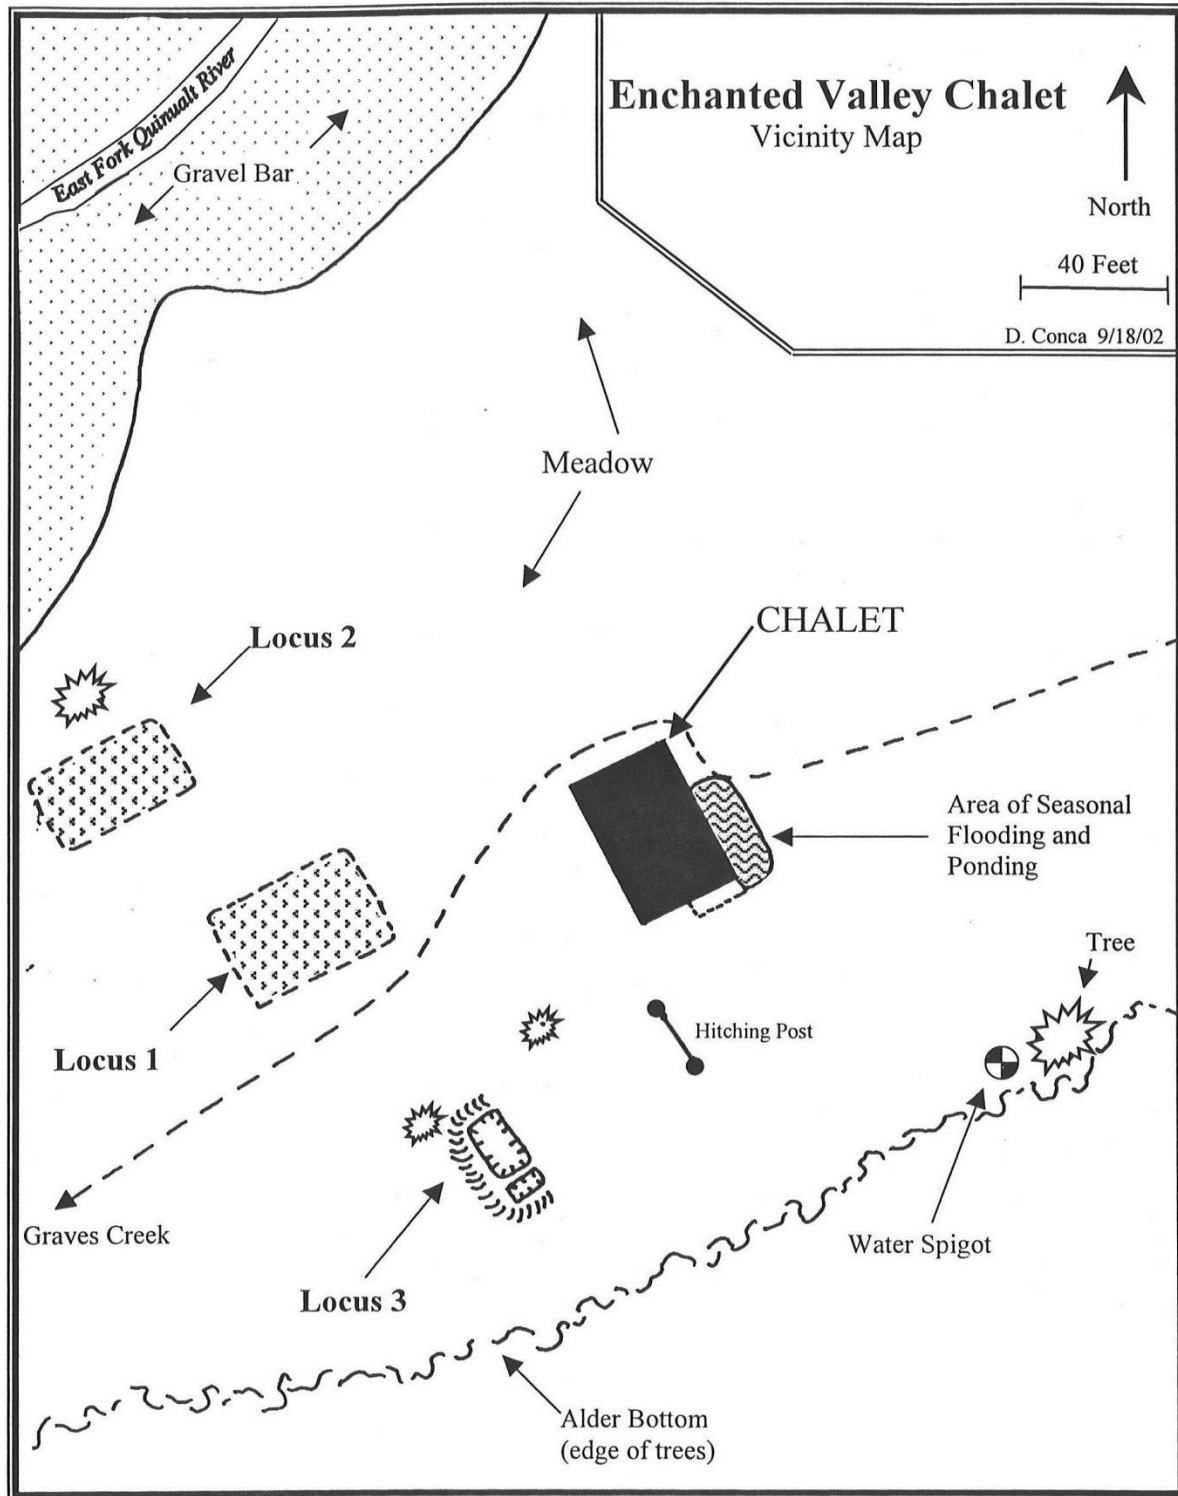 Enchanted Valley Chalet
Vicinity Map
North
40 Feet
D. Conca 9/18/02
East Fork Quinualt River
Gravel Bar
Meadow
CHALET
Locus 2
Area of Seasonal
Flooding and
Ponding
Tree
Hitching Post
Locus 1
Graves Creek
Water Spigot
Locus 3
Alder Bottom
(edge of trees)